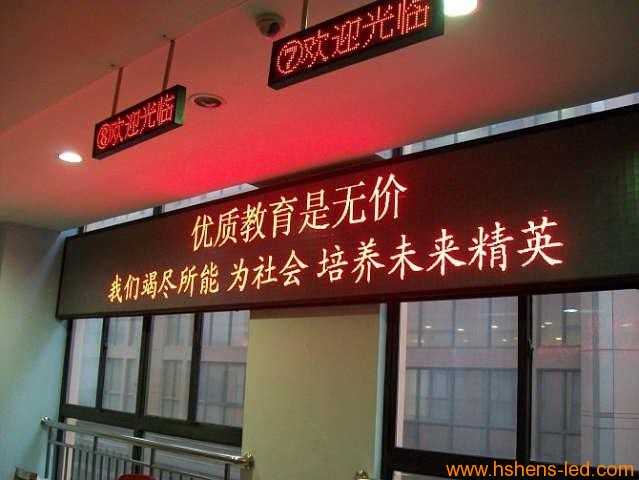 ⑦欢迎光临
⑧欢迎光临
优质教育是无价
我们竭尽所能 为社会 培养未来精英
www.hshens-led.com